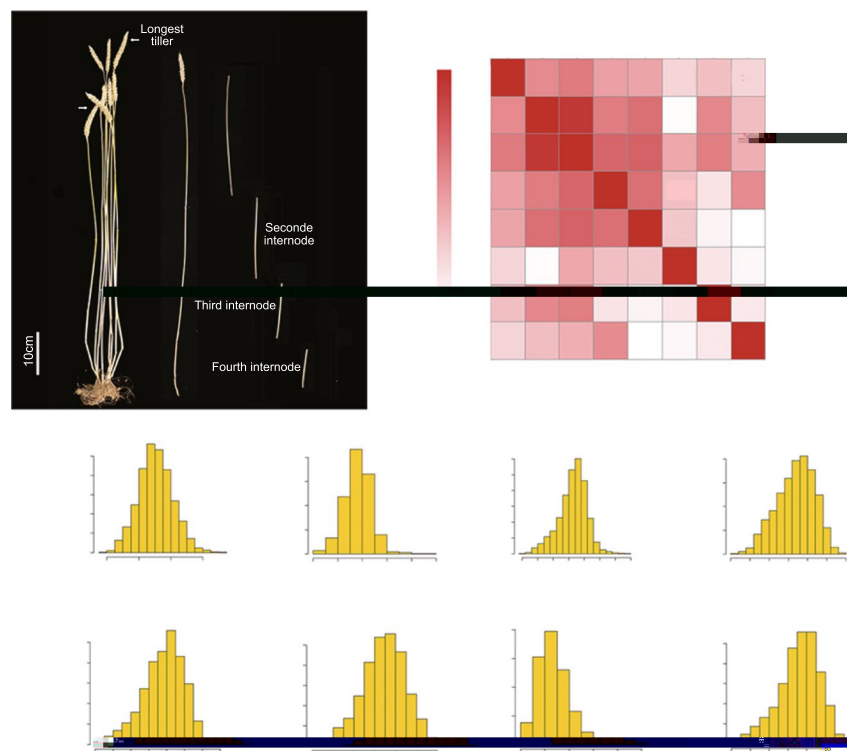 Longest
tiller
Seconde
internode
Third internode
Fourth internode
10cm